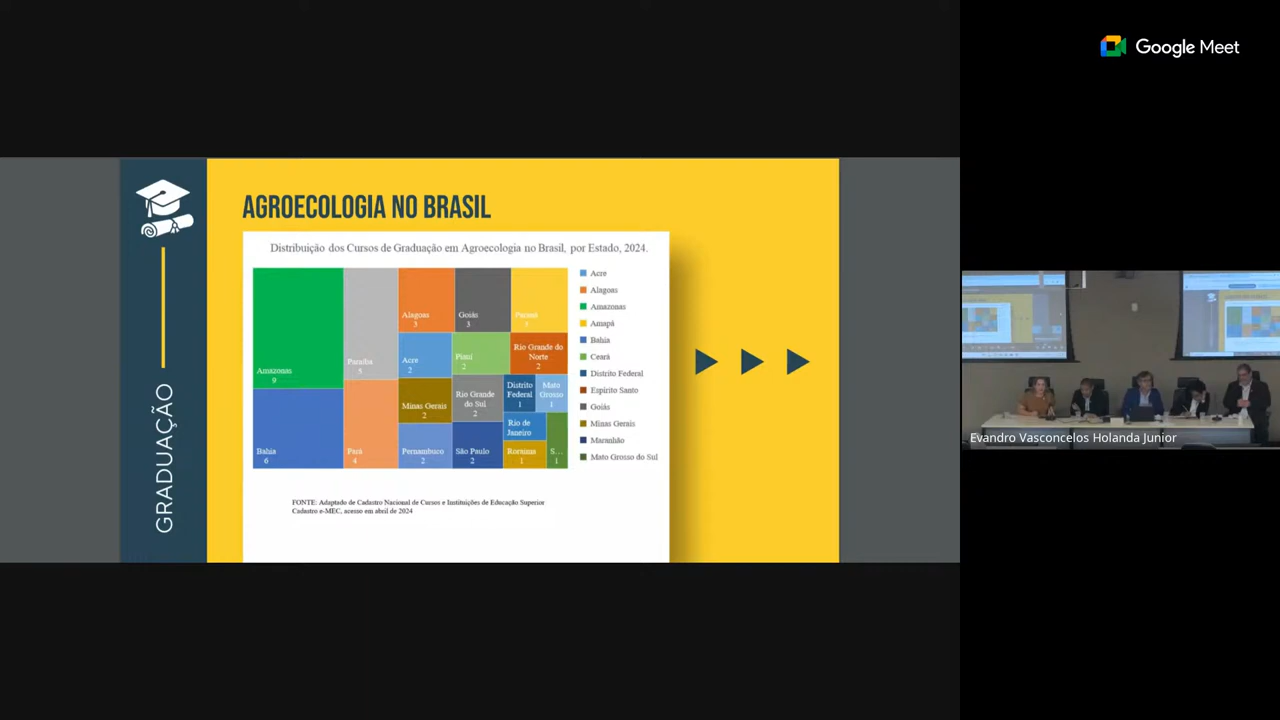 Google Meet
AGROECOLOGIA NO BRASIL
Distribuição dos Cursos de Graduação em Agroecologia no Brasil, por Estado, 2024.
Amazonas
9
Bahia
6
Paraíba
5
Pará
4
Alagoas
3
Goiás
3
Paraná
3
Acre
2
Piauí
2
Rio Grande do
Norte
2
Minas Gerais
2
Rio Grande
do Sul
2
Distrito
Federal
1
Mato
Grosso
1
Rio de
Janeiro
Pernambuco
2
São Paulo
2
Roraima
1
S...
1
Acre
Alagoas
Amazonas
Amapá
Bahia
Ceará
Distrito Federal
Espírito Santo
Goiás
Minas Gerais
Maranhão
Mato Grosso do Sul
FONTE: Adaptado de Cadastro Nacional de Cursos e Instituições de Educação Superior
Cadastro e-MEC, acesso em abril de 2024
GRADUAÇÃO
Evandro Vasconcelos Holanda Junior